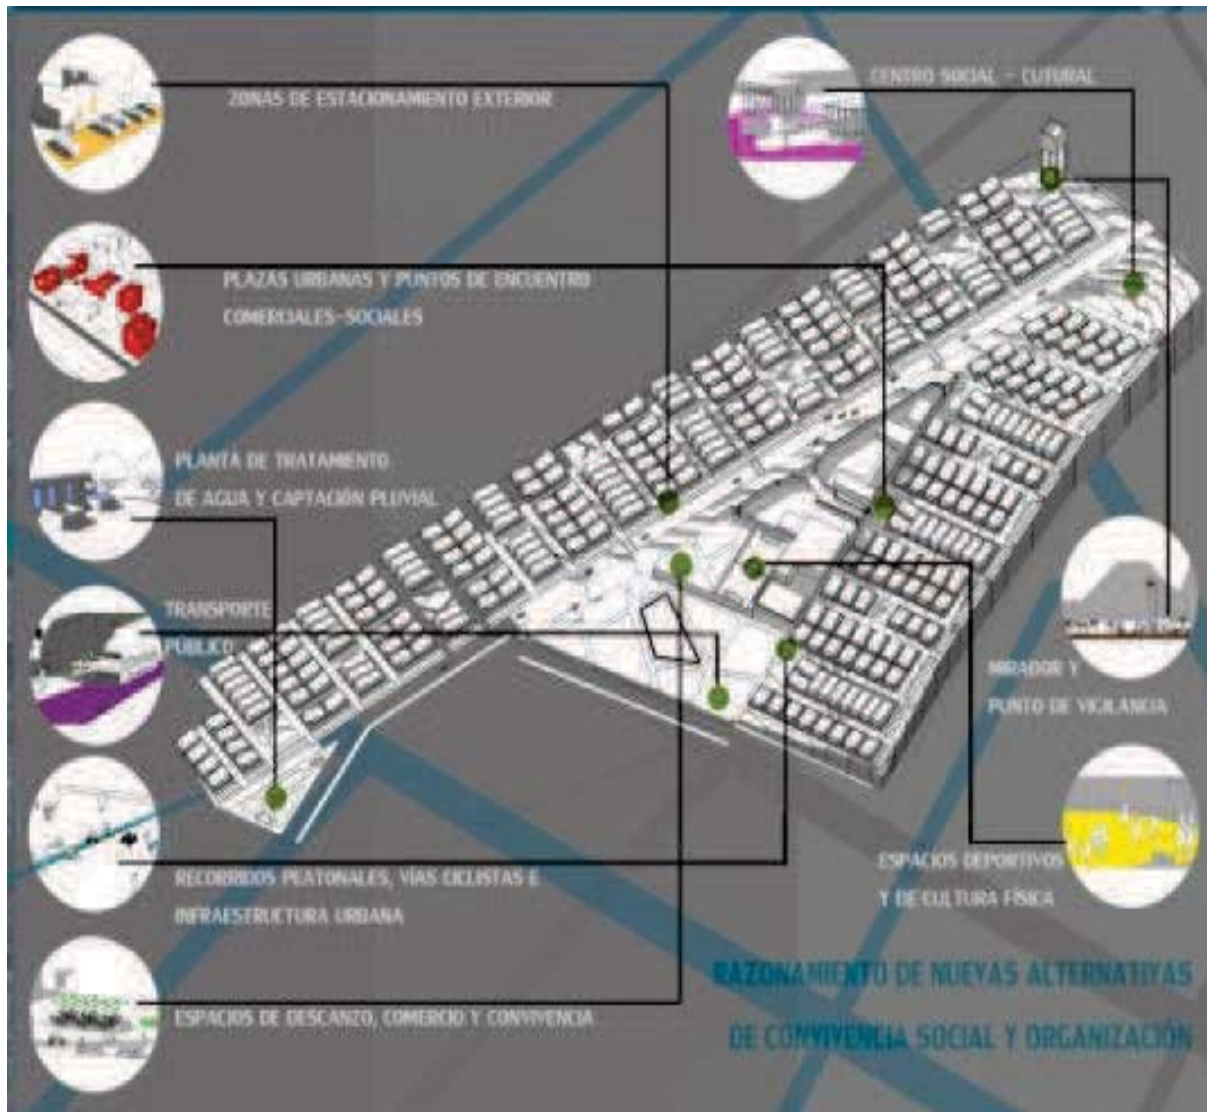 ZONAS DE ESTACIONAMIENTO EXTERIOR
CENTRO SOCIAL - CUTURAL
PLAZAS URBANAS Y PUNTOS DE ENCUENTRO
COMERCIALES-SOCIALES
PLANTA DE TRATAMIENTO
DE AGUA Y CAPTACIÓN PLUVIAL
TRANSPORTE
PÚBLICO
MIRADOR Y
PUNTO DE VIGILANCIA
RECORRIDOS PEATONALES, VÍAS CICLISTAS E
INFRAESTRUCTURA URBANA
ESPACIOS DEPORTIVOS
Y DE CULTURA FÍSICA
ESPACIOS DE DESCANZO, COMERCIO Y CONVIVENCIA
RAZONAMIENTO DE NUEVAS ALTERNATIVAS
DE CONVIVENCIA SOCIAL Y ORGANIZACIÓN